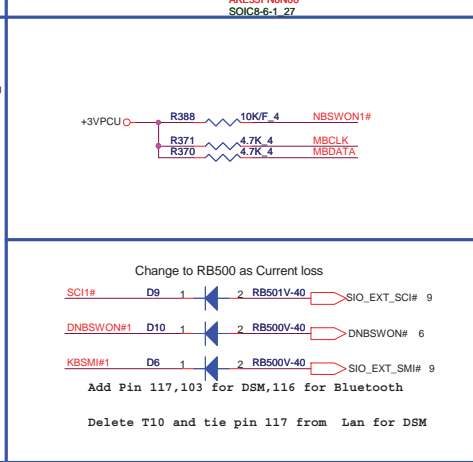 SOIC8-6-1_27
R388 10K/F_4 NBSWON1#
+3VPCU
R371 4.7K_4 MBCLK
R370 4.7K_4 MBDATA
Change to RB500 as Current loss
SCI1# D9 1 2 RB501V-40 SIO_EXT_SCI# 9
DNBSWON#1 D10 1 2 RB500V-40 DNBSWON# 6
KBSMI#1 D6 1 2 RB500V-40 SIO_EXT_SMI# 9
Add Pin 117,103 for DSM,116 for Bluetooth
Delete T10 and tie pin 117 from Lan for DSM